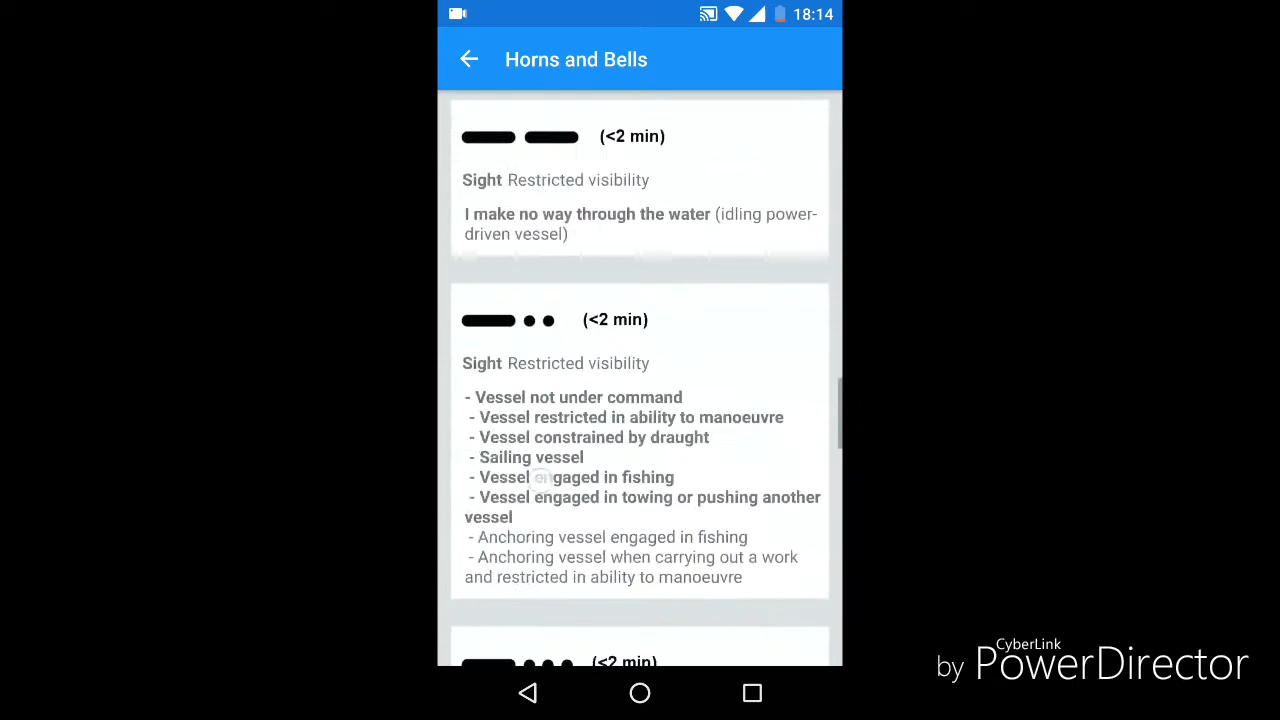 18:14
Horns and Bells
(<2 min)
Sight Restricted visibility
I make no way through the water (idling power-
driven vessel)
(<2 min)
Sight Restricted visibility
- Vessel not under command
- Vessel restricted in ability to manoeuvre
- Vessel constrained by draught
- Sailing vessel
- Vessel engaged in fishing
- Vessel engaged in towing or pushing another
vessel
- Anchoring vessel engaged in fishing
- Anchoring vessel when carrying out a work
and restricted in ability to manoeuvre
(<2 min)
CyberLink
by PowerDirector